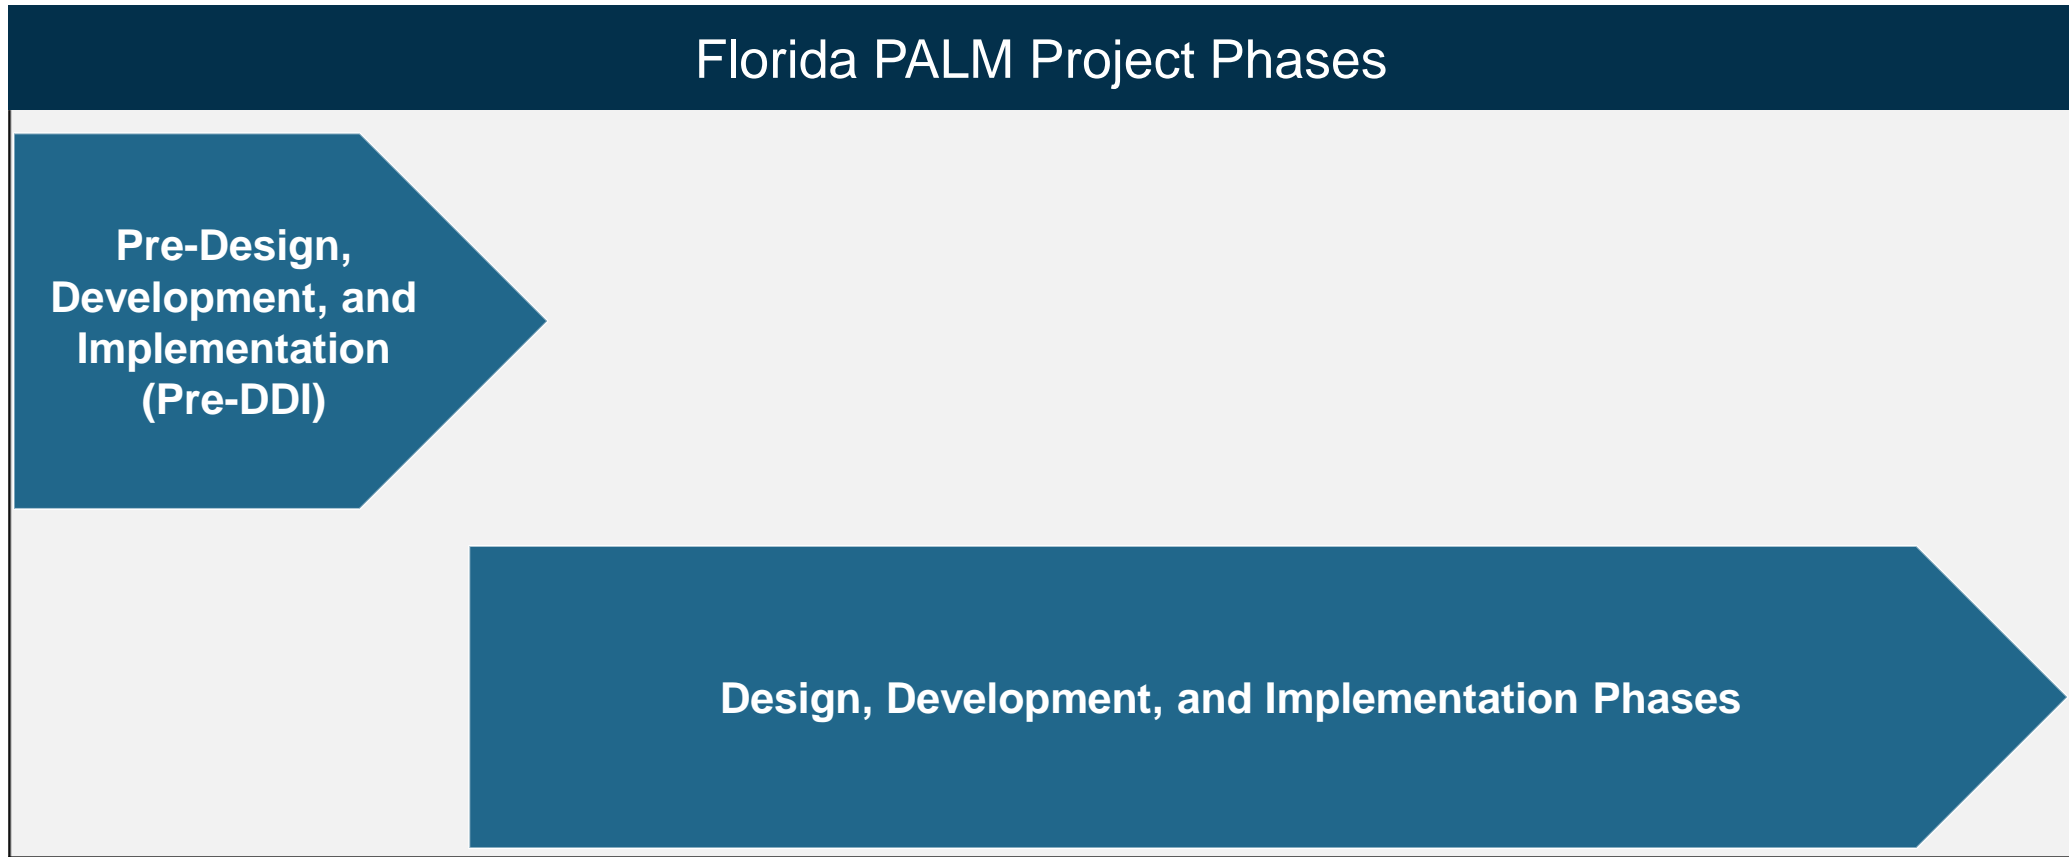 Florida PALM Project Phases
Pre-Design,
Development, and
Implementation
(Pre-DDI)
Design, Development, and Implementation Phases